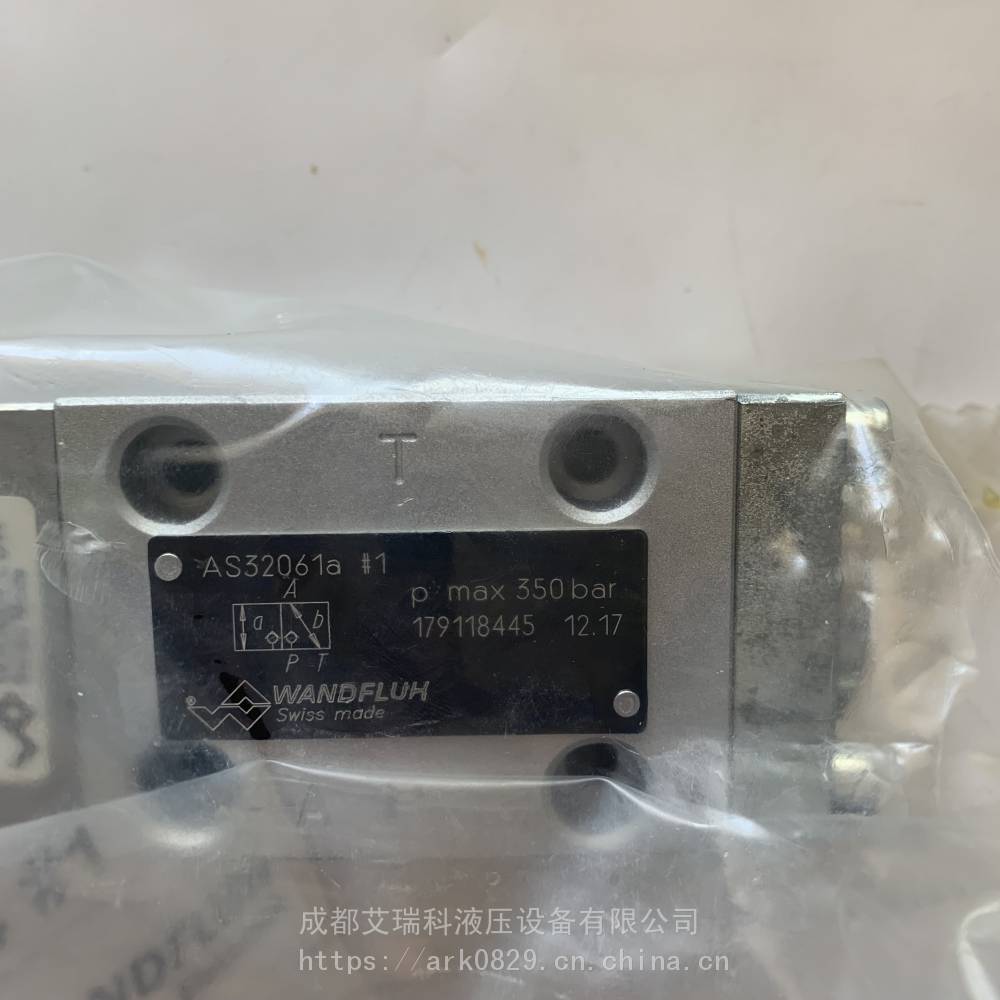 T
AS32061a #1
p max 350 bar
A
a b
P T
179118445 12.17
® WANDFLUH
Swiss made
A
WANDFLUH
成都艾瑞科液压设备有限公司
https://ark0829.cn.china.cn